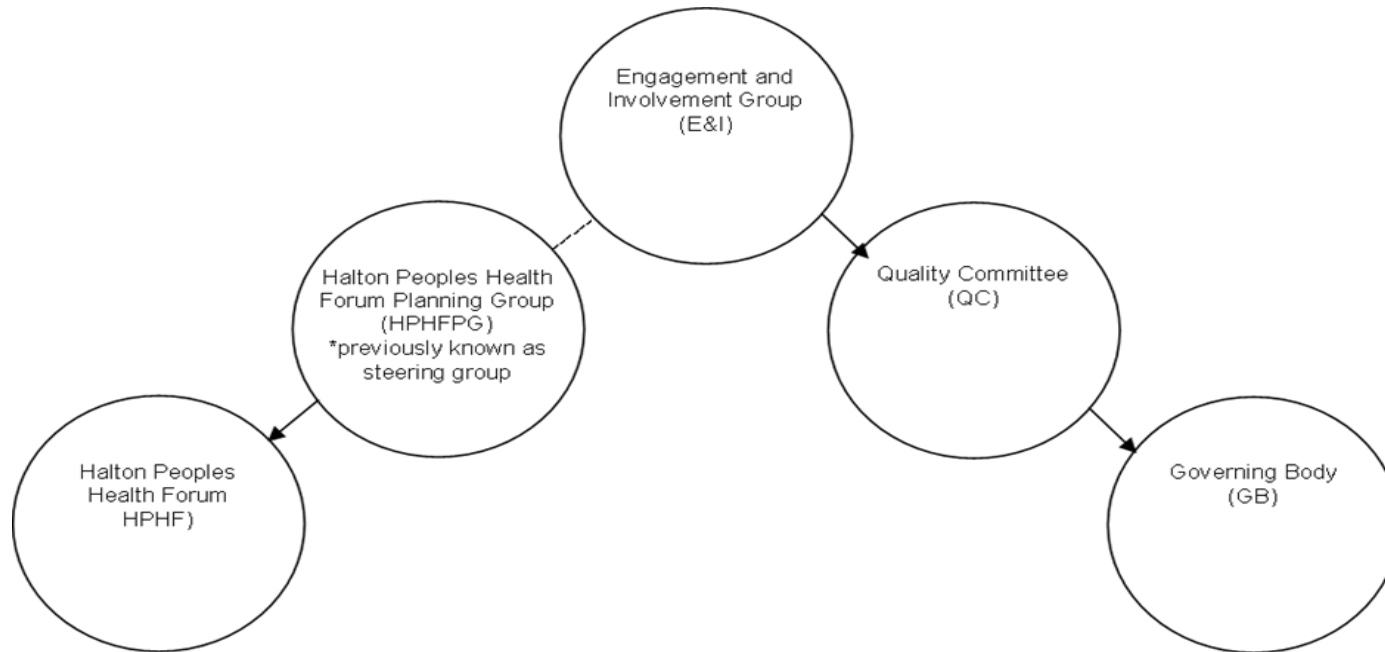 Engagement and
Involvement Group
(E&I)
Halton Peoples Health
Forum Planning Group
(HPHFPG)
*previously known as
steering group
Quality Committee
(QC)
Halton Peoples
Health Forum
HPHF)
Governing Body
(GB)